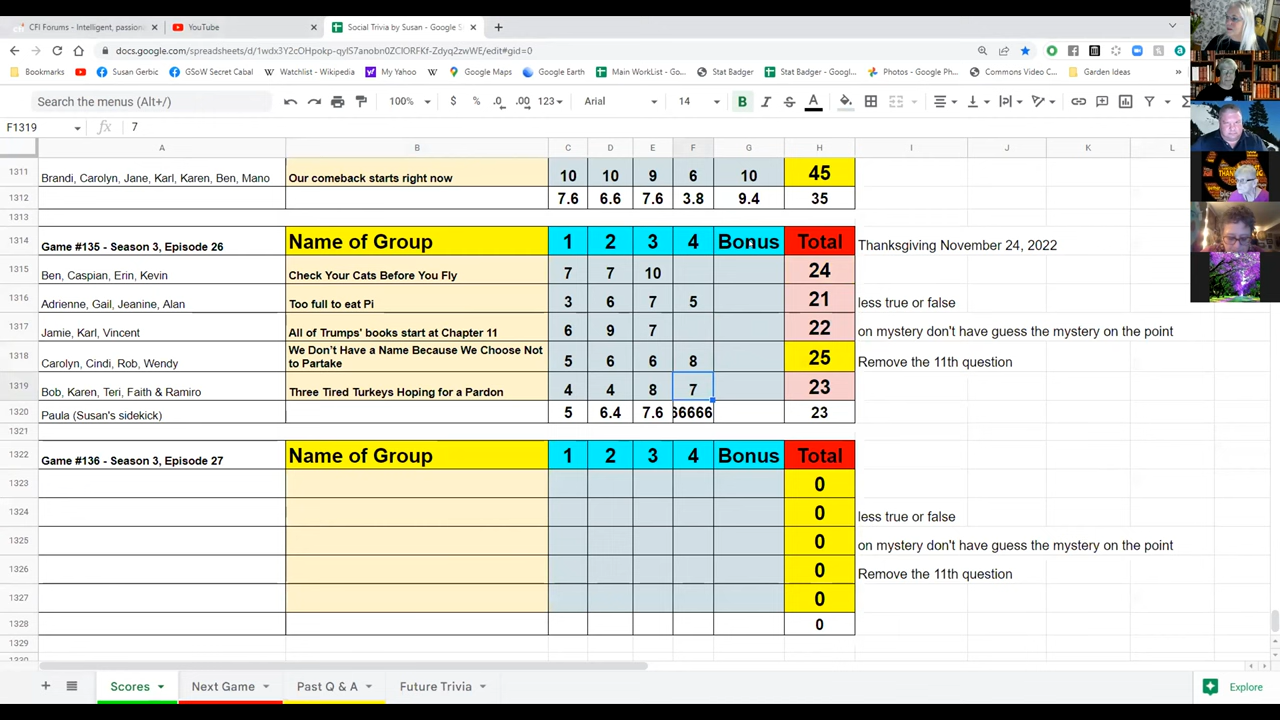 CFI Forums - Intelligent, passion
YouTube
Social Trivia by Susan - Google S
docs.google.com/spreadsheets/d/1wdx3Y2cOHpokp-qyIS7anobn0ZCIORFKf-Zdyq2zwWE/edit#gid=0
Bookmarks Susan Gerbic GSoW Secret Cabal Watchlist - Wikipedia My Yahoo Google Maps Google Earth Main WorkList - Go... Stat Badger Stat Badger - Googl... Photos - Google Ph... Commons Video C... Garden Ideas
Search the menus (Alt+/) 100% $ % .0 .00 123 Arial 14 B I S A
F1319 fx 7
A B C D E F G H I J K L
1311 Brandi, Carolyn, Jane, Karl, Karen, Ben, Mano Our comeback starts right now 10 10 9 6 10 45
1312 7.6 6.6 7.6 3.8 9.4 35
1313
1314 Game #135 - Season 3, Episode 26 Name of Group 1 2 3 4 Bonus Total Thanksgiving November 24, 2022
1315 Ben, Caspian, Erin, Kevin Check Your Cats Before You Fly 7 7 10 24
1316 Adrienne, Gail, Jeanine, Alan Too full to eat Pi 3 6 7 5 21 less true or false
1317 Jamie, Karl, Vincent All of Trumps' books start at Chapter 11 6 9 7 22 on mystery don't have guess the mystery on the point
1318 Carolyn, Cindi, Rob, Wendy We Don't Have a Name Because We Choose Not 5 6 6 8 25 Remove the 11th question
to Partake
1319 Bob, Karen, Teri, Faith & Ramiro Three Tired Turkeys Hoping for a Pardon 4 4 8 7 23
1320 Paula (Susan's sidekick) 5 6.4 7.6 66666 23
1321
1322 Game #136 - Season 3, Episode 27 Name of Group 1 2 3 4 Bonus Total
1323 0
1324 0 less true or false
1325 0 on mystery don't have guess the mystery on the point
1326 0 Remove the 11th question
1327 0
1328 0
1329
Scores Next Game Past Q & A Future Trivia Explore